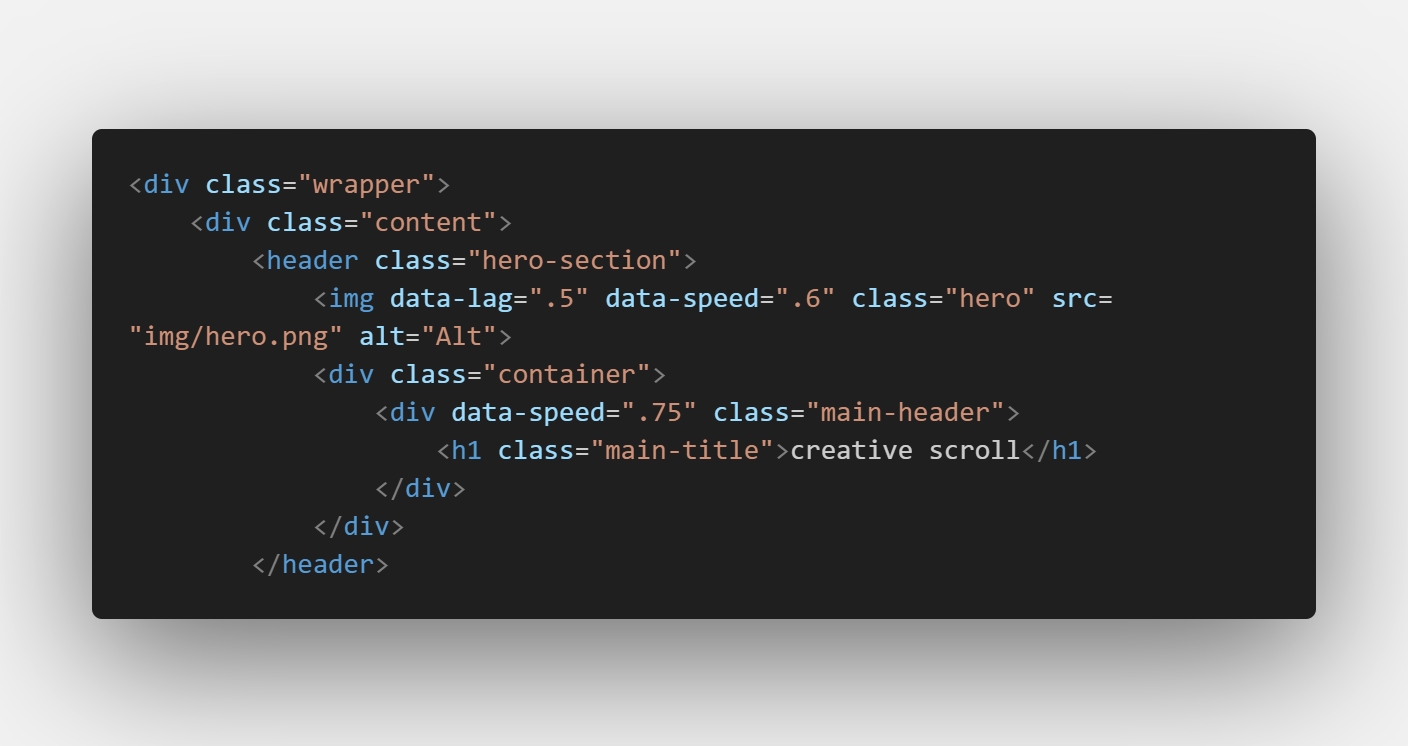 <div class="wrapper">
    <div class="content">
        <header class="hero-section">
            <img data-lag=".5" data-speed=".6" class="hero" src=
"img/hero.png" alt="Alt">
            <div class="container">
                <div data-speed=".75" class="main-header">
                    <h1 class="main-title">creative scroll</h1>
                </div>
            </div>
        </header>